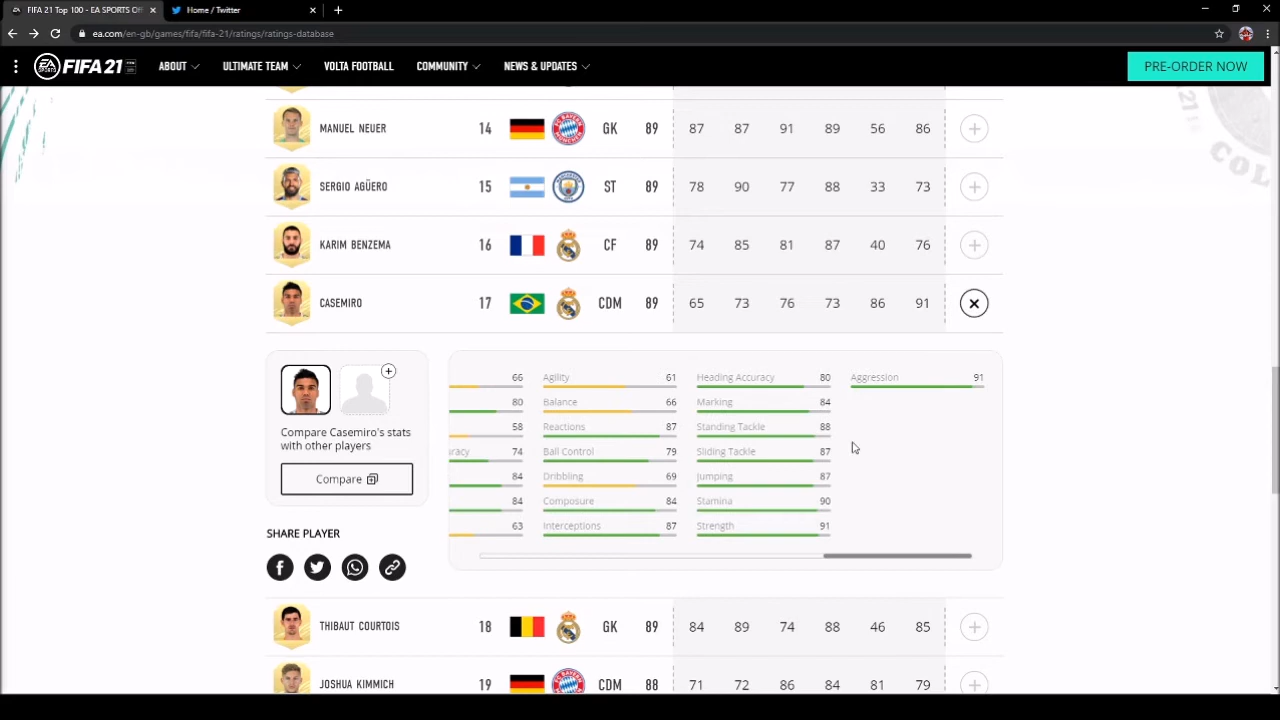 FIFA 21 Top 100 - EA SPORTS Of
Home / Twitter
ea.com/en-gb/games/fifa/fifa-21/ratings/ratings-database
EA SPORTS FIFA 21
ABOUT
ULTIMATE TEAM
VOLTA FOOTBALL
COMMUNITY
NEWS & UPDATES
PRE-ORDER NOW
MANUEL NEUER 14 GK 89 87 87 91 89 56 86
SERGIO AGÜERO 15 ST 89 78 90 77 88 33 73
KARIM BENZEMA 16 CF 89 74 85 81 87 40 76
CASEMIRO 17 CDM 89 65 73 76 73 86 91
Compare Casemiro's stats
with other players
Compare
SHARE PLAYER
66 Agility 61 Heading Accuracy 80 Aggression 91
80 Balance 66 Marking 84
58 Reactions 87 Standing Tackle 88
uracy 74 Ball Control 79 Sliding Tackle 87
84 Dribbling 69 Jumping 87
84 Composure 84 Stamina 90
63 Interceptions 87 Strength 91
THIBAUT COURTOIS 18 GK 89 84 89 74 88 46 85
JOSHUA KIMMICH 19 CDM 88 71 72 86 84 81 79